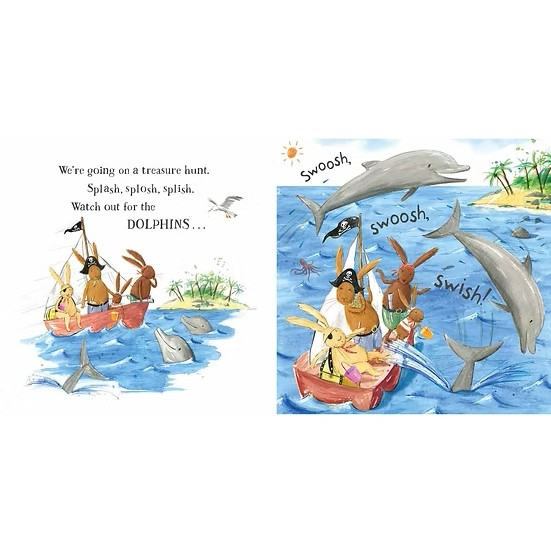 We're going on a treasure hunt.
Splash, splosh, splish.
Watch out for the
DOLPHINS...
swoosh,
swoosh,
swish!